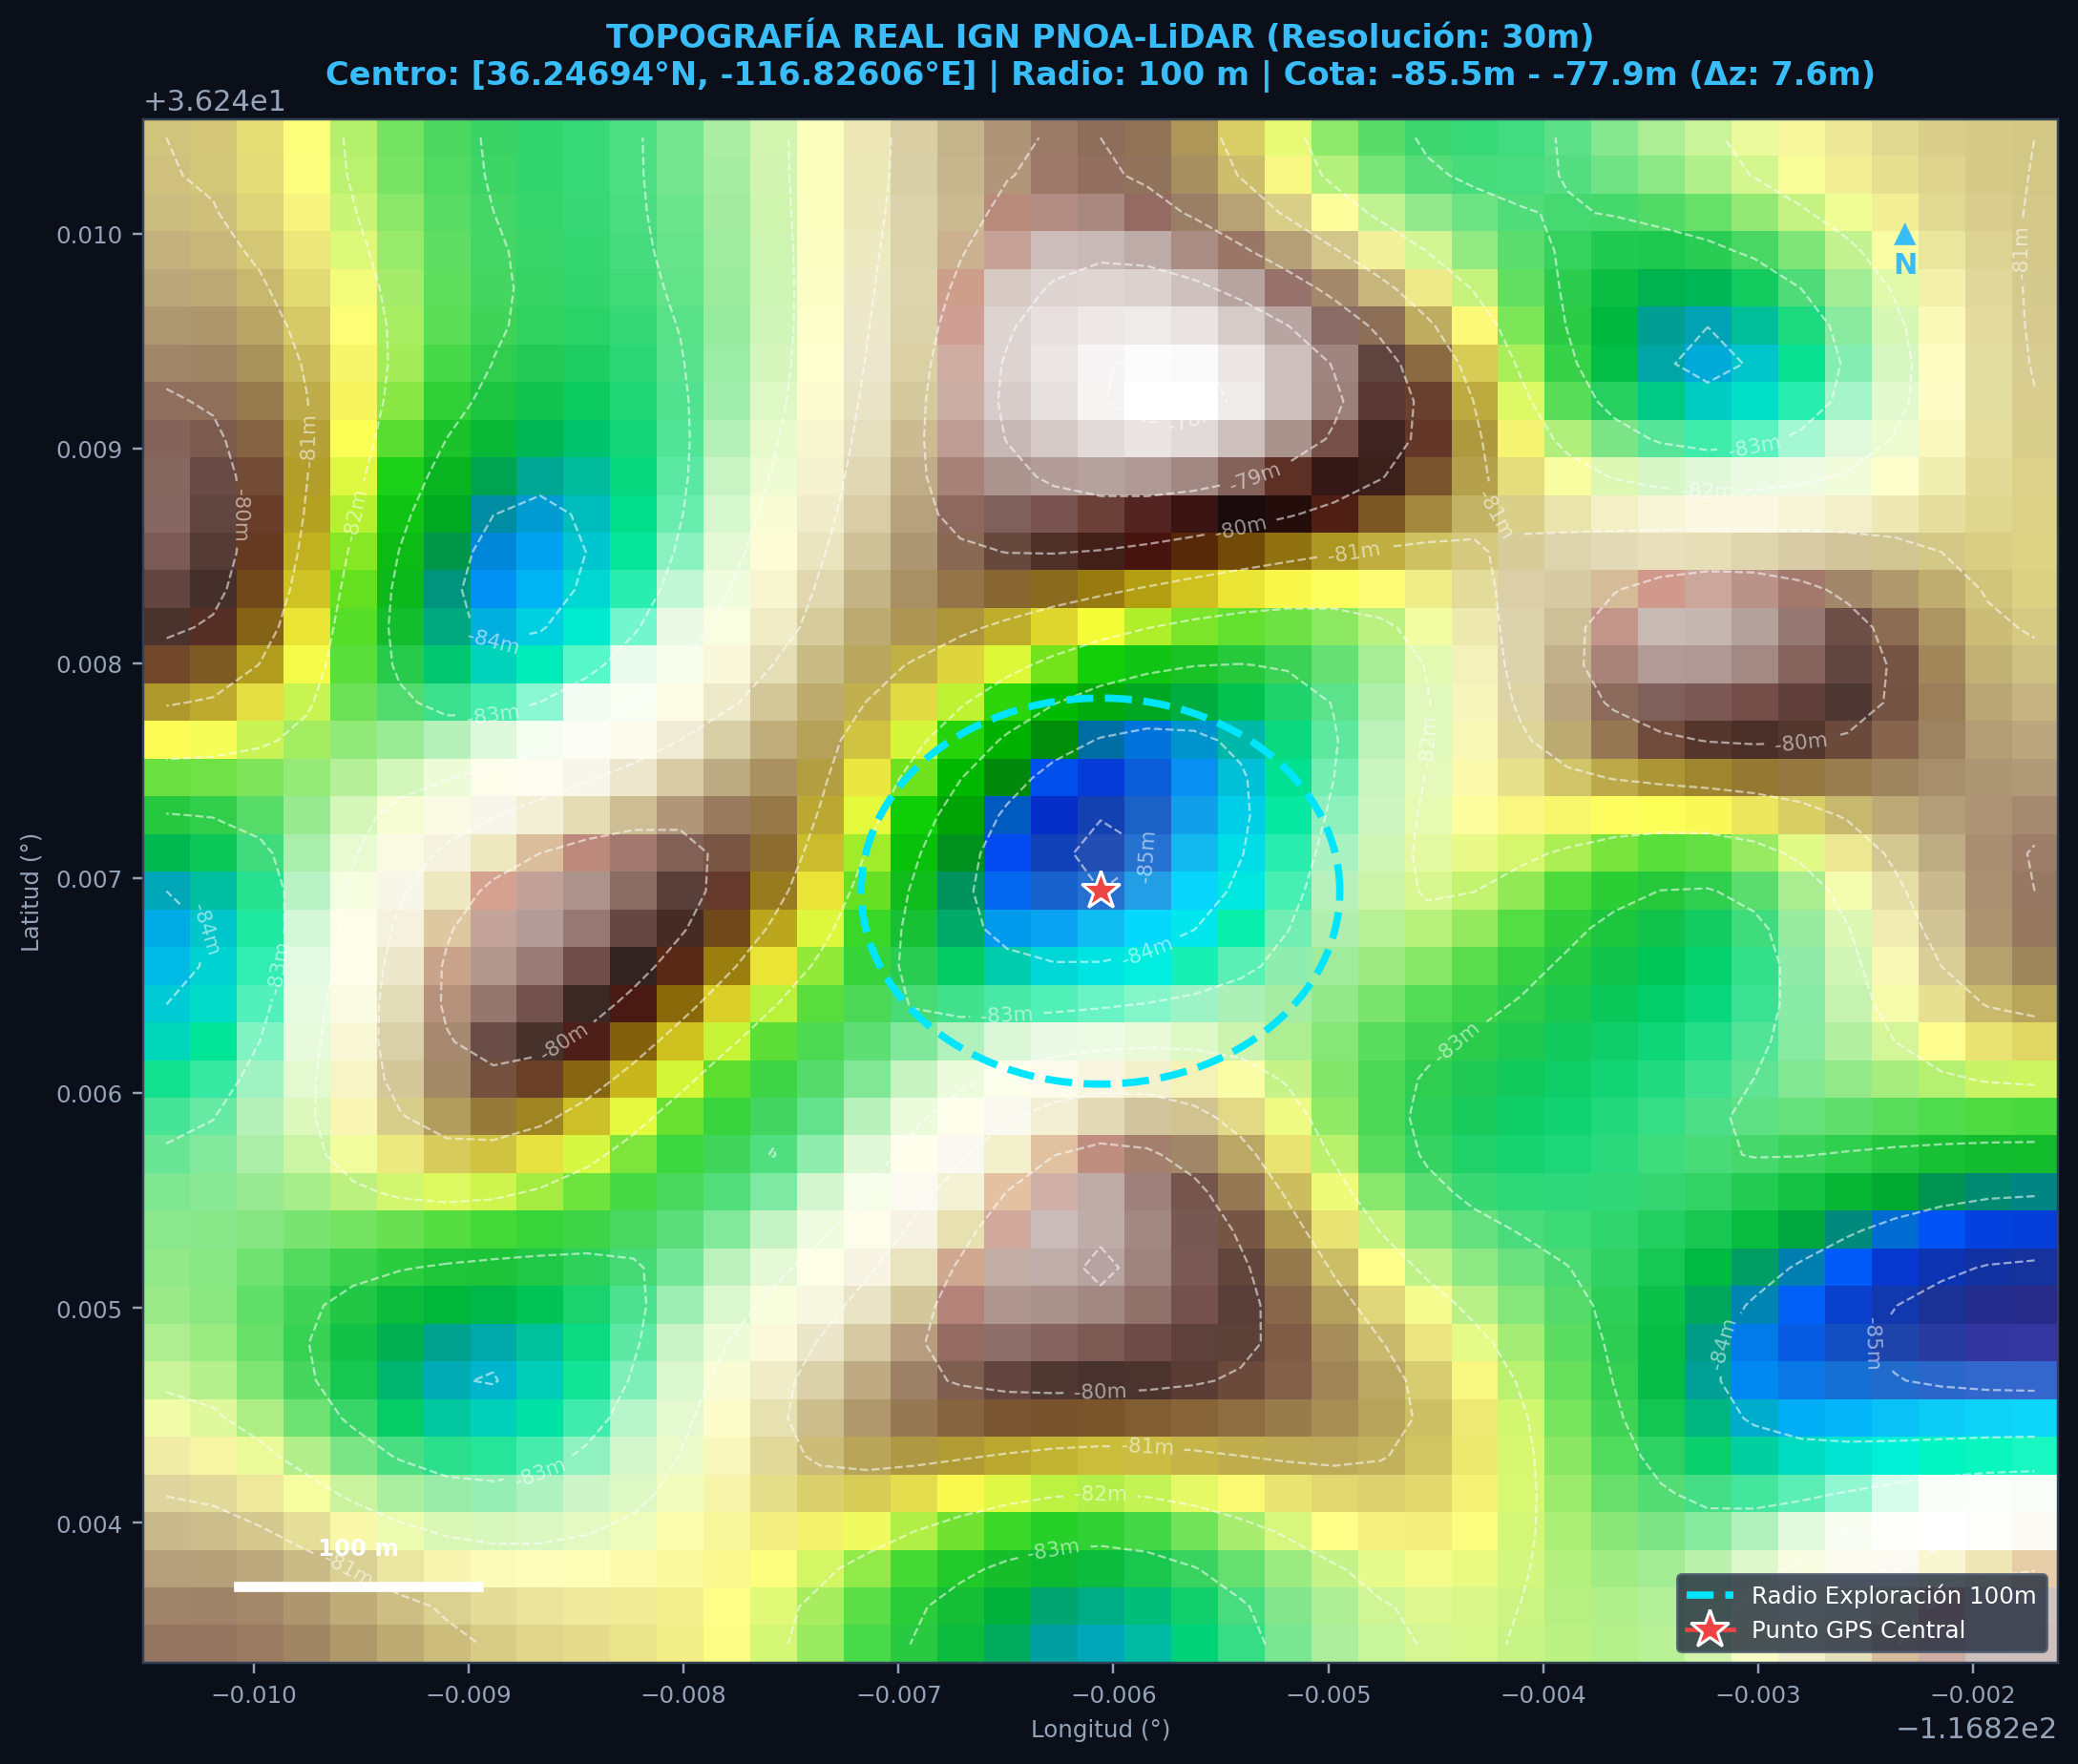 TOPOGRAFÍA REAL IGN PNOA-LiDAR (Resolución: 30m)
Centro: [36.24694°N, -116.82606°E] | Radio: 100 m | Cota: -85.5m - -77.9m (Δz: 7.6m)
+3.624e1
0.010
0.009
0.008
0.007
0.006
0.005
0.004
Latitud (°)
N
-81m
-81m
-80m
-82m
-79m
-80m
-81m
-81m
-83m
-82m
-84m
-83m
-82m
-80m
-85m
-84m
-84m
-83m
-83m
-83m
-80m
-84m
-85m
-80m
-81m
-83m
-82m
-83m
-81m
100 m
Radio Exploración 100m
Punto GPS Central
−0.010
−0.009
−0.008
−0.007
−0.006
−0.005
−0.004
−0.003
−0.002
Longitud (°)
−1.1682e2